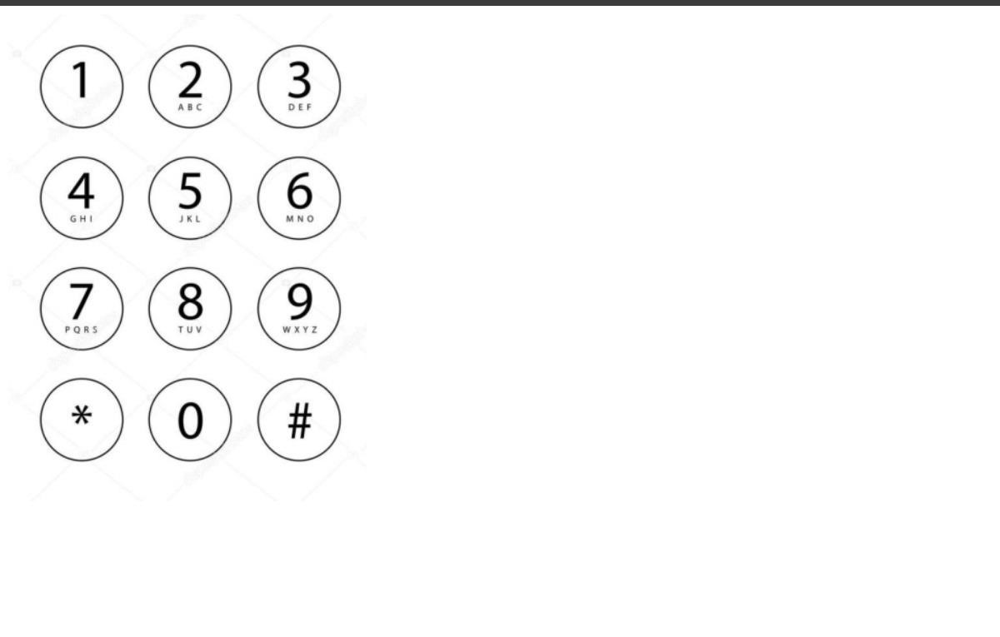 1 2 3
ABC DEF
4 5 6
GHI JKL MNO
7 8 9
PQRS TUV WXYZ
* 0 #